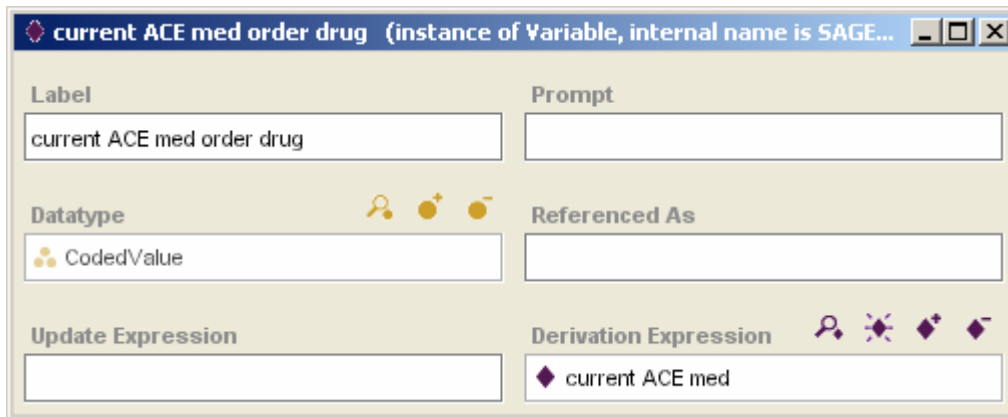 current ACE med order drug   (instance of Variable, internal name is SAGE...
Label
Prompt
current ACE med order drug
Datatype
Referenced As
CodedValue
Update Expression
Derivation Expression
current ACE med